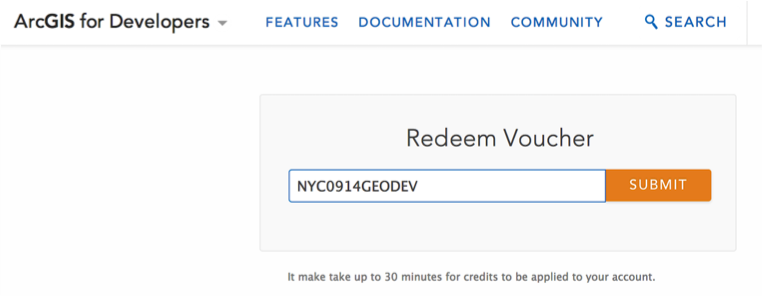 ArcGIS for Developers FEATURES DOCUMENTATION COMMUNITY SEARCH
Redeem Voucher
NYC0914GEODEV SUBMIT
It make take up to 30 minutes for credits to be applied to your account.